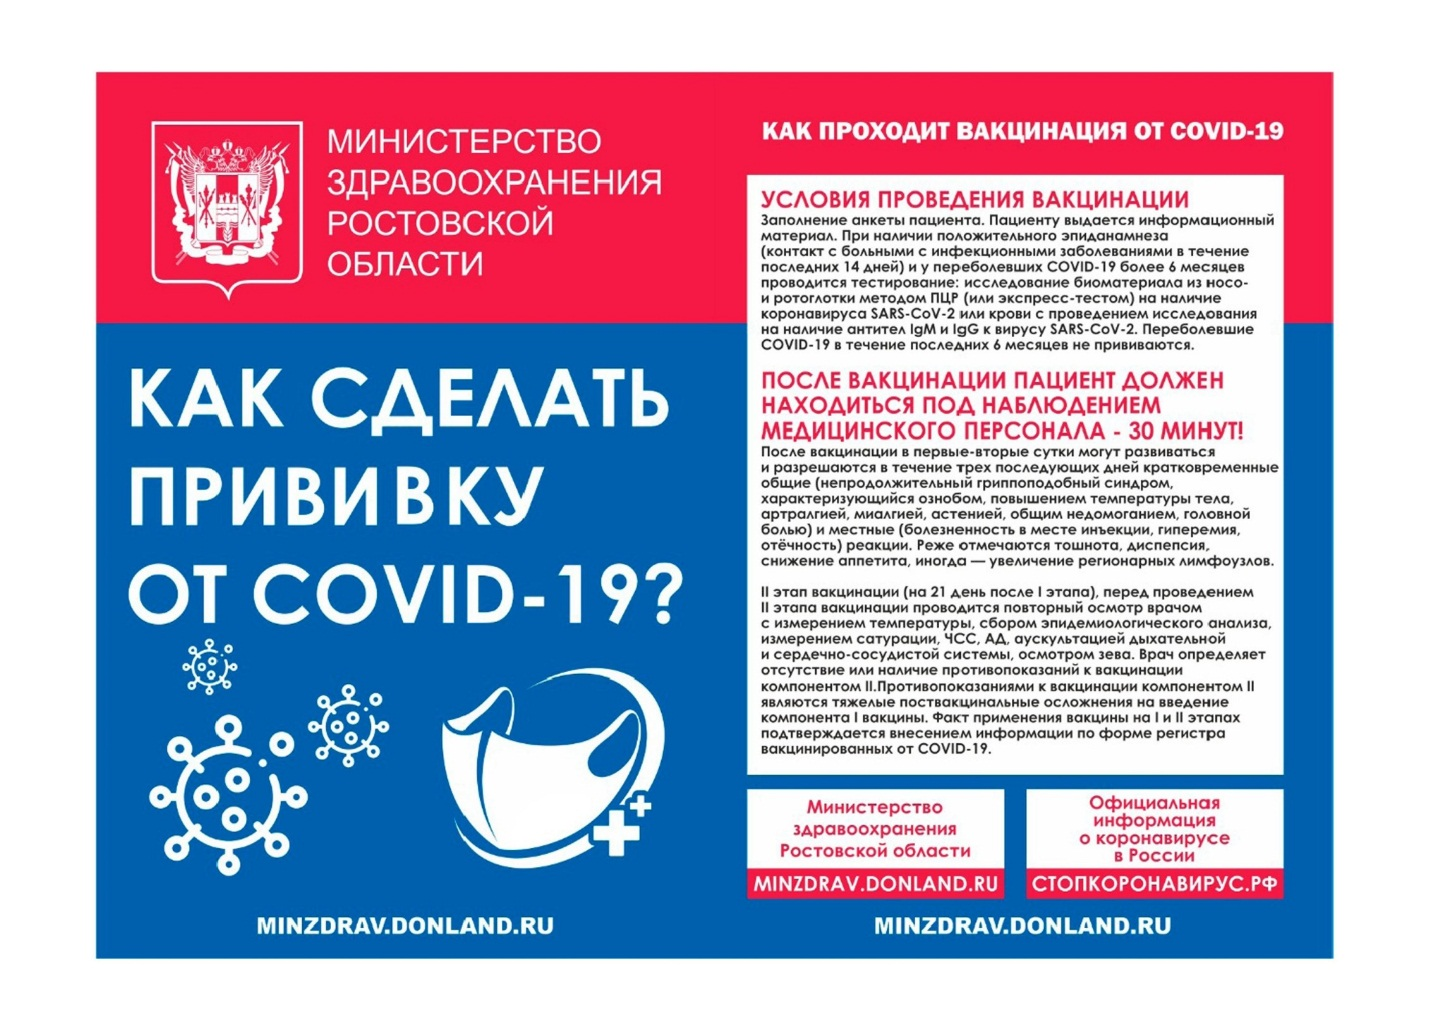 МИНИСТЕРСТВО
ЗДРАВООХРАНЕНИЯ
РОСТОВСКОЙ
ОБЛАСТИ
КАК СДЕЛАТЬ
ПРИВИВКУ
ОТ COVID-19?
MINZDRAV.DONLAND.RU
КАК ПРОХОДИТ ВАКЦИНАЦИЯ ОТ COVID-19
УСЛОВИЯ ПРОВЕДЕНИЯ ВАКЦИНАЦИИ
Заполнение анкеты пациента. Пациенту выдается информационный
материал. При наличии положительного эпиданамнеза
(контакт с больными с инфекционными заболеваниями в течение
последних 14 дней) и у переболевших COVID-19 более 6 месяцев
проводится тестирование: исследование биоматериала из носо-
и ротоглотки методом ПЦР (или экспресс-тестом) на наличие
коронавируса SARS-CoV-2 или крови с проведением исследования
на наличие антител IgM и IgG к вирусу SARS-CoV-2. Переболевшие
COVID-19 в течение последних 6 месяцев не прививаются.
ПОСЛЕ ВАКЦИНАЦИИ ПАЦИЕНТ ДОЛЖЕН
НАХОДИТЬСЯ ПОД НАБЛЮДЕНИЕМ
МЕДИЦИНСКОГО ПЕРСОНАЛА - 30 МИНУТ!
После вакцинации в первые-вторые сутки могут развиваться
и разрешаются в течение трех последующих дней кратковременные
общие (непродолжительный гриппоподобный синдром,
характеризующийся ознобом, повышением температуры тела,
артралгией, миалгией, астенией, общим недомоганием, головной
болью) и местные (болезненность в месте инъекции, гиперемия,
отёчность) реакции. Реже отмечаются тошнота, диспепсия,
снижение аппетита, иногда — увеличение регионарных лимфоузлов.
II этап вакцинации (на 21 день после I этапа), перед проведением
II этапа вакцинации проводится повторный осмотр врачом
с измерением температуры, сбором эпидемиологического анализа,
измерением сатурации, ЧСС, АД, аускультацией дыхательной
и сердечно-сосудистой системы, осмотром зева. Врач определяет
отсутствие или наличие противопоказаний к вакцинации
компонентом II.Противопоказаниями к вакцинации компонентом II
являются тяжелые поствакцинальные осложнения на введение
компонента I вакцины. Факт применения вакцины на I и II этапах
подтверждается внесением информации по форме регистра
вакцинированных от COVID-19.
Министерство
здравоохранения
Ростовской области
MINZDRAV.DONLAND.RU
Официальная
информация
о коронавирусе
в России
СТОПКОРОНАВИРУС.РФ
MINZDRAV.DONLAND.RU